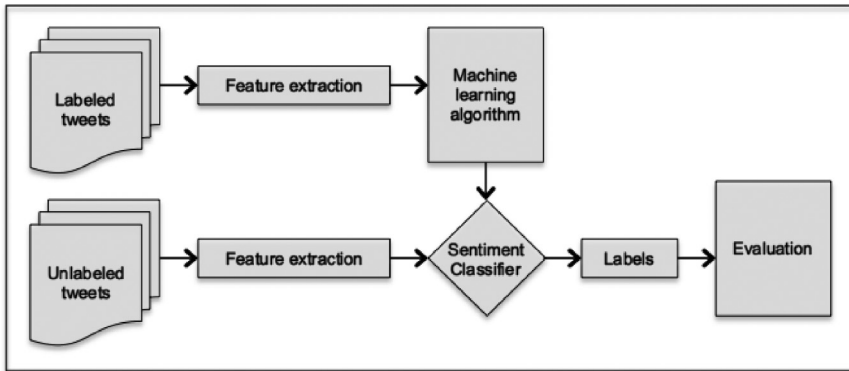 Labeled
tweets
Feature extraction
Machine
learning
algorithm
Unlabeled
tweets
Feature extraction
Sentiment
Classifier
Labels
Evaluation